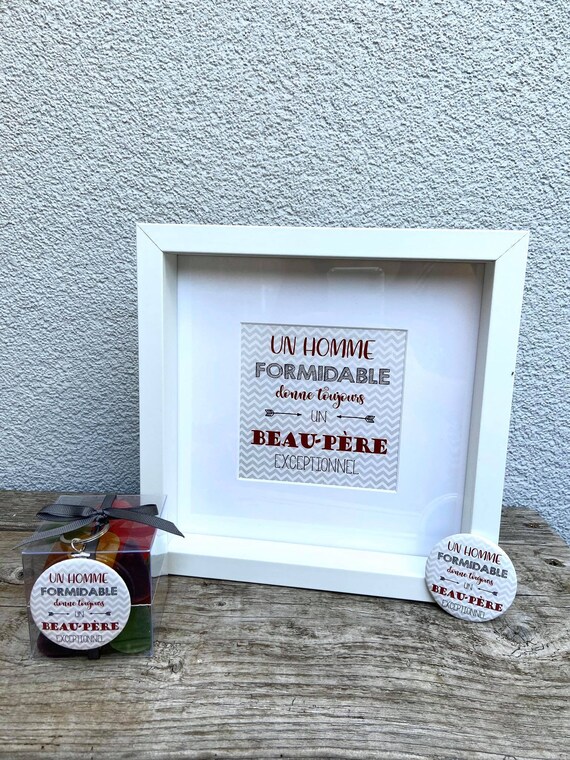 UN HOMME
FORMIDABLE
donne toujours
UN
BEAU-PÈRE
EXCEPTIONNEL
UN HOMME
FORMIDABLE
donne toujours
UN
BEAU-PÈRE
EXCEPTIONNEL
UN HOMME
FORMIDABLE
donne toujours
UN
BEAU-PÈRE
EXCEPTIONNEL